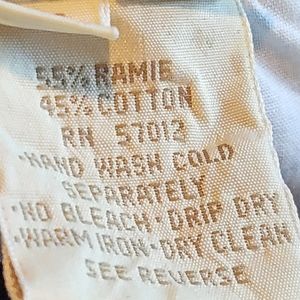 55% RAMIE
45% COTTON
RN 57012
·HAND WASH COLD
SEPARATELY
·NO BLEACH·DRIP DRY
·WARM IRON·DRY CLEAN
SEE REVERSE